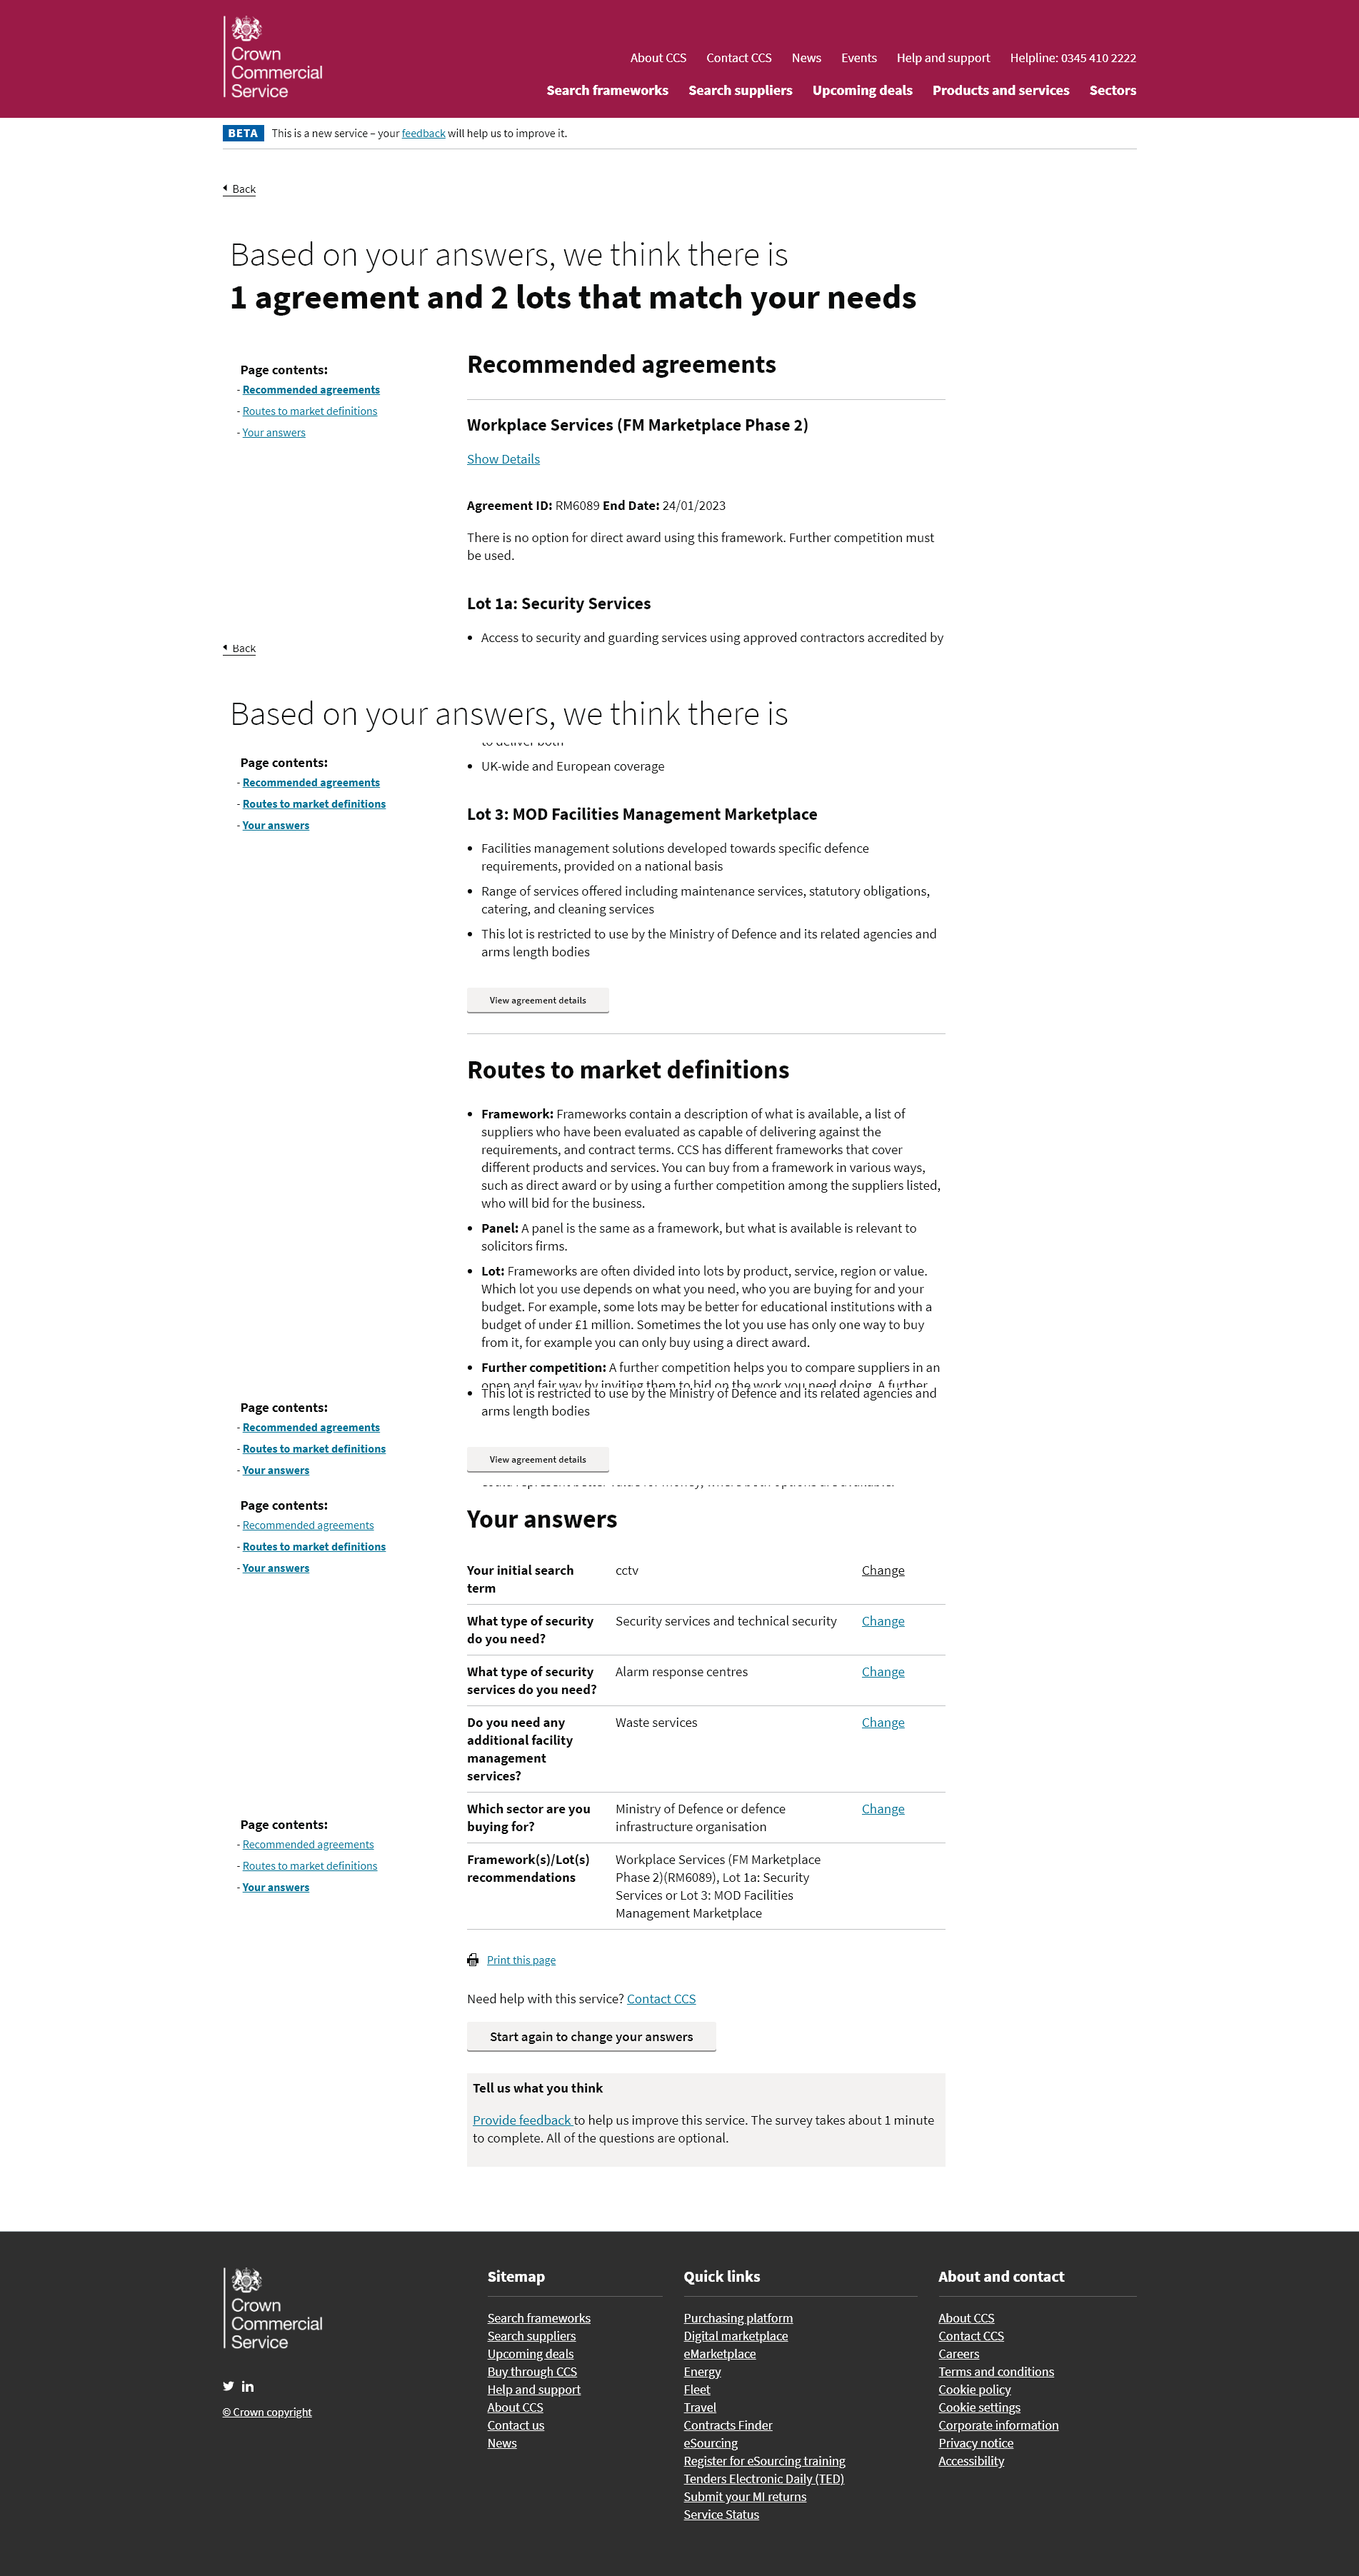 Crown
Commercial
Service
About CCS Contact CCS News Events Help and support Helpline: 0345 410 2222
Search frameworks Search suppliers Upcoming deals Products and services Sectors
BETA This is a new service – your feedback will help us to improve it.
Back
Based on your answers, we think there is
1 agreement and 2 lots that match your needs
Page contents:
- Recommended agreements
- Routes to market definitions
- Your answers
Recommended agreements
Workplace Services (FM Marketplace Phase 2)
Show Details
Agreement ID: RM6089 End Date: 24/01/2023
There is no option for direct award using this framework. Further competition must
be used.
Lot 1a: Security Services
• Access to security and guarding services using approved contractors accredited by
Back
Based on your answers, we think there is
to deliver both
Page contents:
- Recommended agreements
- Routes to market definitions
- Your answers
• UK-wide and European coverage
Lot 3: MOD Facilities Management Marketplace
• Facilities management solutions developed towards specific defence
requirements, provided on a national basis
• Range of services offered including maintenance services, statutory obligations,
catering, and cleaning services
• This lot is restricted to use by the Ministry of Defence and its related agencies and
arms length bodies
View agreement details
Routes to market definitions
• Framework: Frameworks contain a description of what is available, a list of
suppliers who have been evaluated as capable of delivering against the
requirements, and contract terms. CCS has different frameworks that cover
different products and services. You can buy from a framework in various ways,
such as direct award or by using a further competition among the suppliers listed,
who will bid for the business.
• Panel: A panel is the same as a framework, but what is available is relevant to
solicitors firms.
• Lot: Frameworks are often divided into lots by product, service, region or value.
Which lot you use depends on what you need, who you are buying for and your
budget. For example, some lots may be better for educational institutions with a
budget of under £1 million. Sometimes the lot you use has only one way to buy
from it, for example you can only buy using a direct award.
• Further competition: A further competition helps you to compare suppliers in an
open and fair way by inviting them to bid on the work you need doing. A further
• This lot is restricted to use by the Ministry of Defence and its related agencies and
arms length bodies
Page contents:
- Recommended agreements
- Routes to market definitions
- Your answers
View agreement details
could represent better value for money, where both options are available.
Page contents:
- Recommended agreements
- Routes to market definitions
- Your answers
Your answers
Your initial search
term
cctv
Change
What type of security
do you need?
Security services and technical security
Change
What type of security
services do you need?
Alarm response centres
Change
Do you need any
additional facility
management
services?
Waste services
Change
Which sector are you
buying for?
Ministry of Defence or defence
infrastructure organisation
Change
Page contents:
- Recommended agreements
- Routes to market definitions
- Your answers
Framework(s)/Lot(s)
recommendations
Workplace Services (FM Marketplace
Phase 2)(RM6089), Lot 1a: Security
Services or Lot 3: MOD Facilities
Management Marketplace
Print this page
Need help with this service? Contact CCS
Start again to change your answers
Tell us what you think
Provide feedback to help us improve this service. The survey takes about 1 minute
to complete. All of the questions are optional.
Crown
Commercial
Service
© Crown copyright
Sitemap
Search frameworks
Search suppliers
Upcoming deals
Buy through CCS
Help and support
About CCS
Contact us
News
Quick links
Purchasing platform
Digital marketplace
eMarketplace
Energy
Fleet
Travel
Contracts Finder
eSourcing
Register for eSourcing training
Tenders Electronic Daily (TED)
Submit your MI returns
Service Status
About and contact
About CCS
Contact CCS
Careers
Terms and conditions
Cookie policy
Cookie settings
Corporate information
Privacy notice
Accessibility